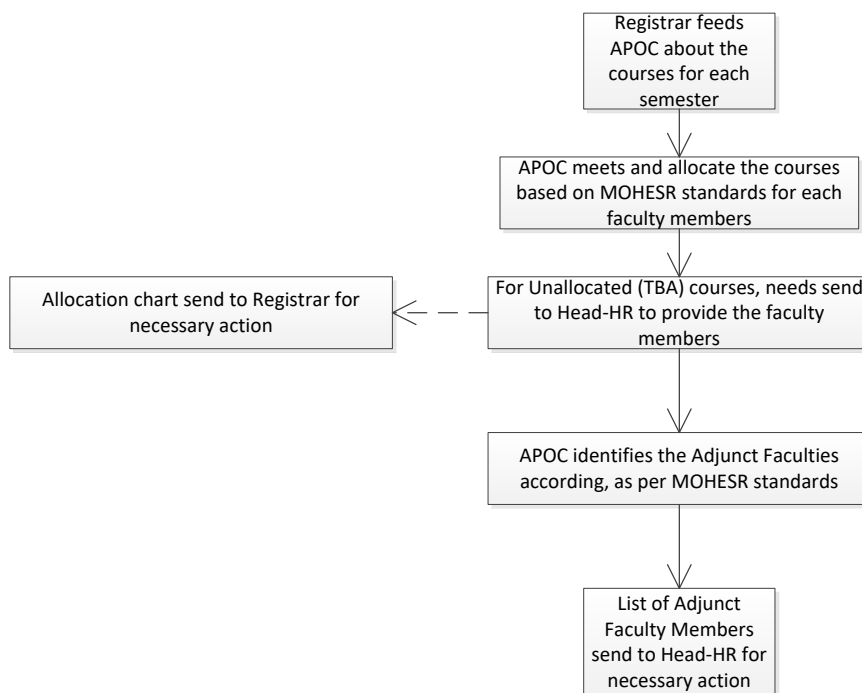 Registrar feeds
APOC about the
courses for each
semester
APOC meets and allocate the courses
based on MOHESR standards for each
faculty members
For Unallocated (TBA) courses, needs send
to Head-HR to provide the faculty
members
Allocation chart send to Registrar for
necessary action
APOC identifies the Adjunct Faculties
according, as per MOHESR standards
List of Adjunct
Faculty Members
send to Head-HR for
necessary action